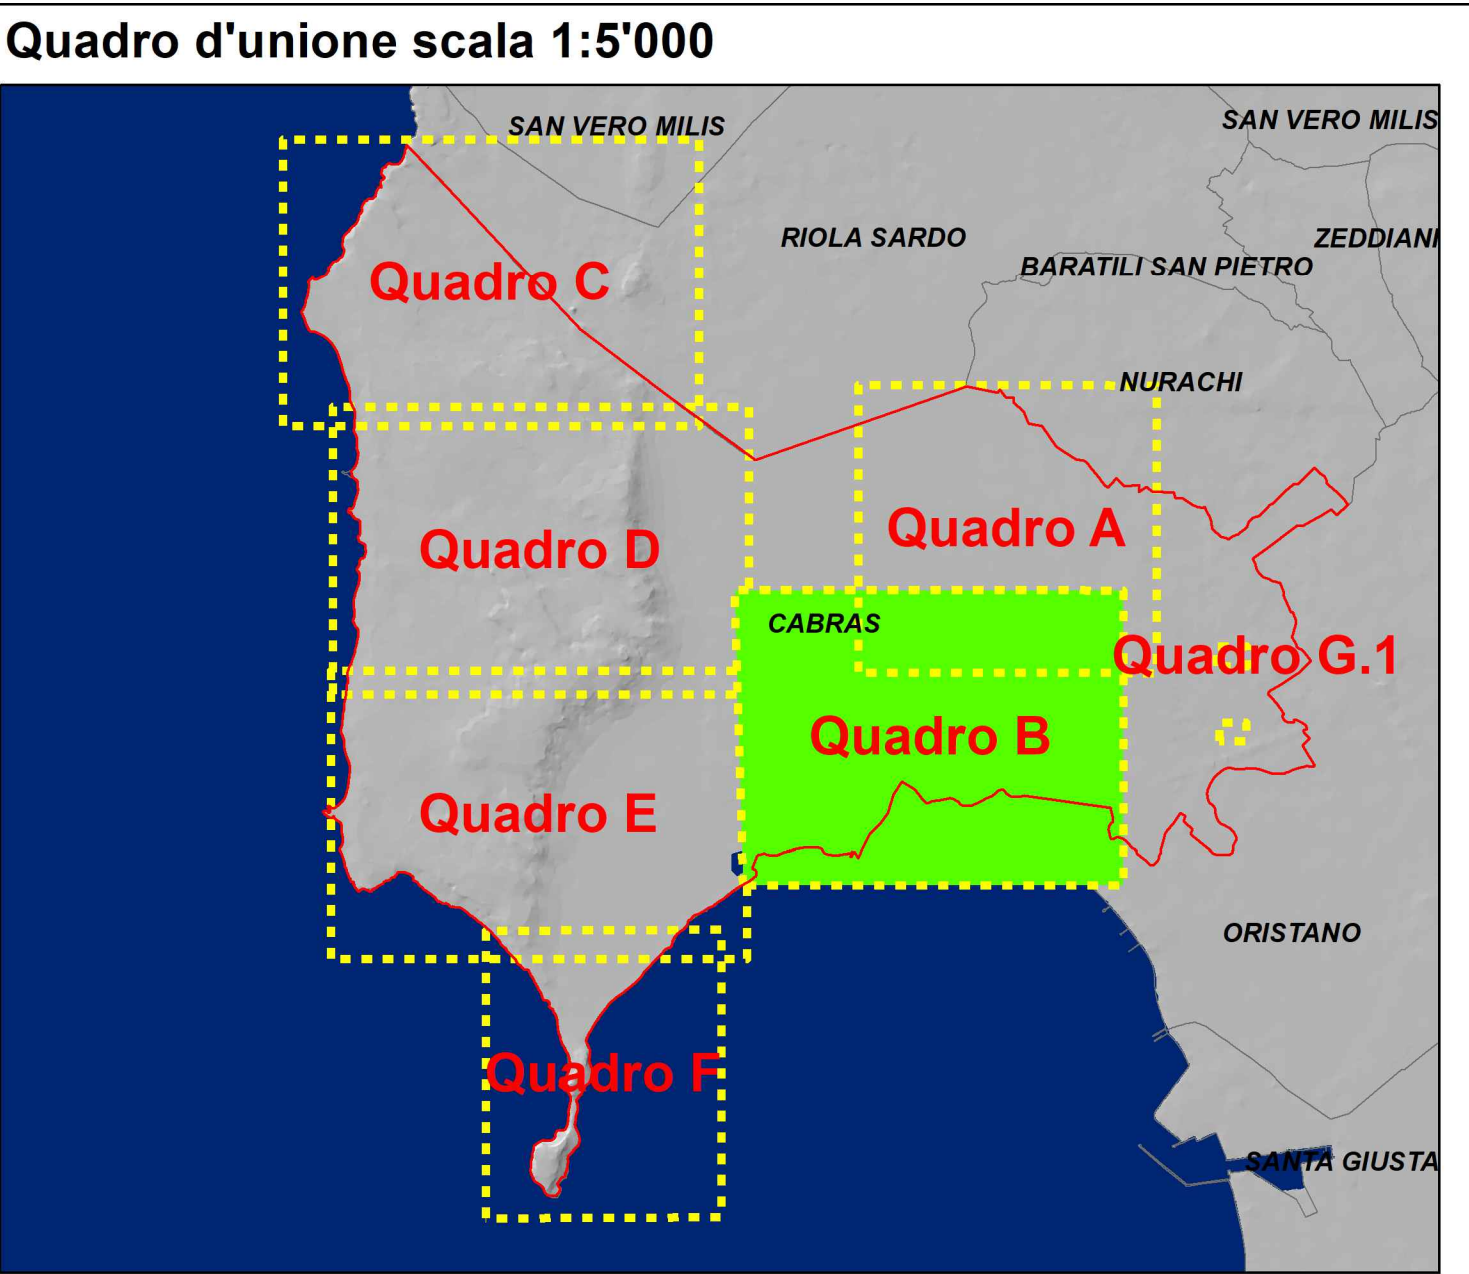 Quadro d'unione scala 1:5'000
SAN VERO MILIS
SAN VERO MILIS
RIOLA SARDO
ZEDDIANI
BARATILI SAN PIETRO
Quadro C
NURACHI
Quadro A
Quadro D
CABRAS
Quadro G.1
Quadro B
Quadro E
ORISTANO
Quadro F
SANTA GIUSTA